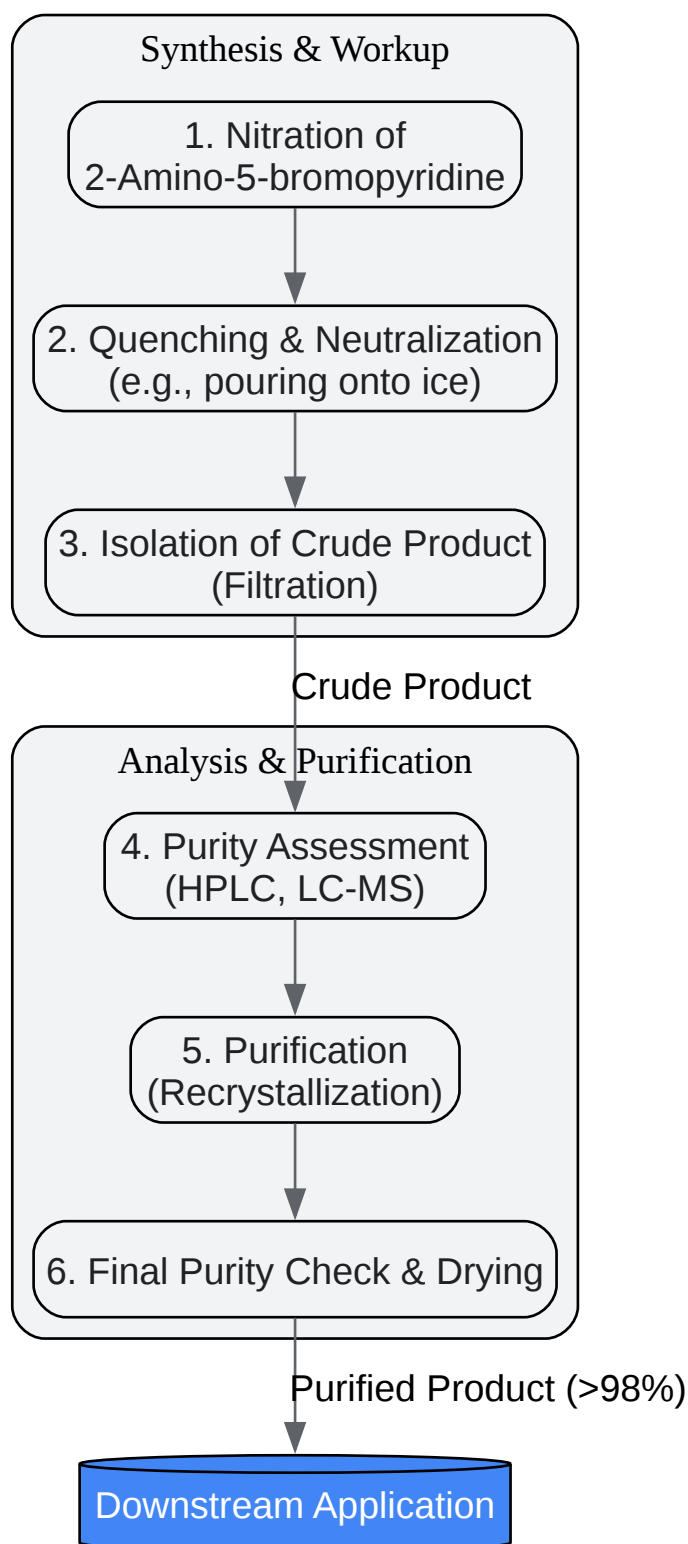 Synthesis & Workup
1. Nitration of
2-Amino-5-bromopyridine
2. Quenching & Neutralization
(e.g., pouring onto ice)
3. Isolation of Crude Product
(Filtration)
Crude Product
Analysis & Purification
4. Purity Assessment
(HPLC, LC-MS)
5. Purification
(Recrystallization)
6. Final Purity Check & Drying
Purified Product (>98%)
Downstream Application